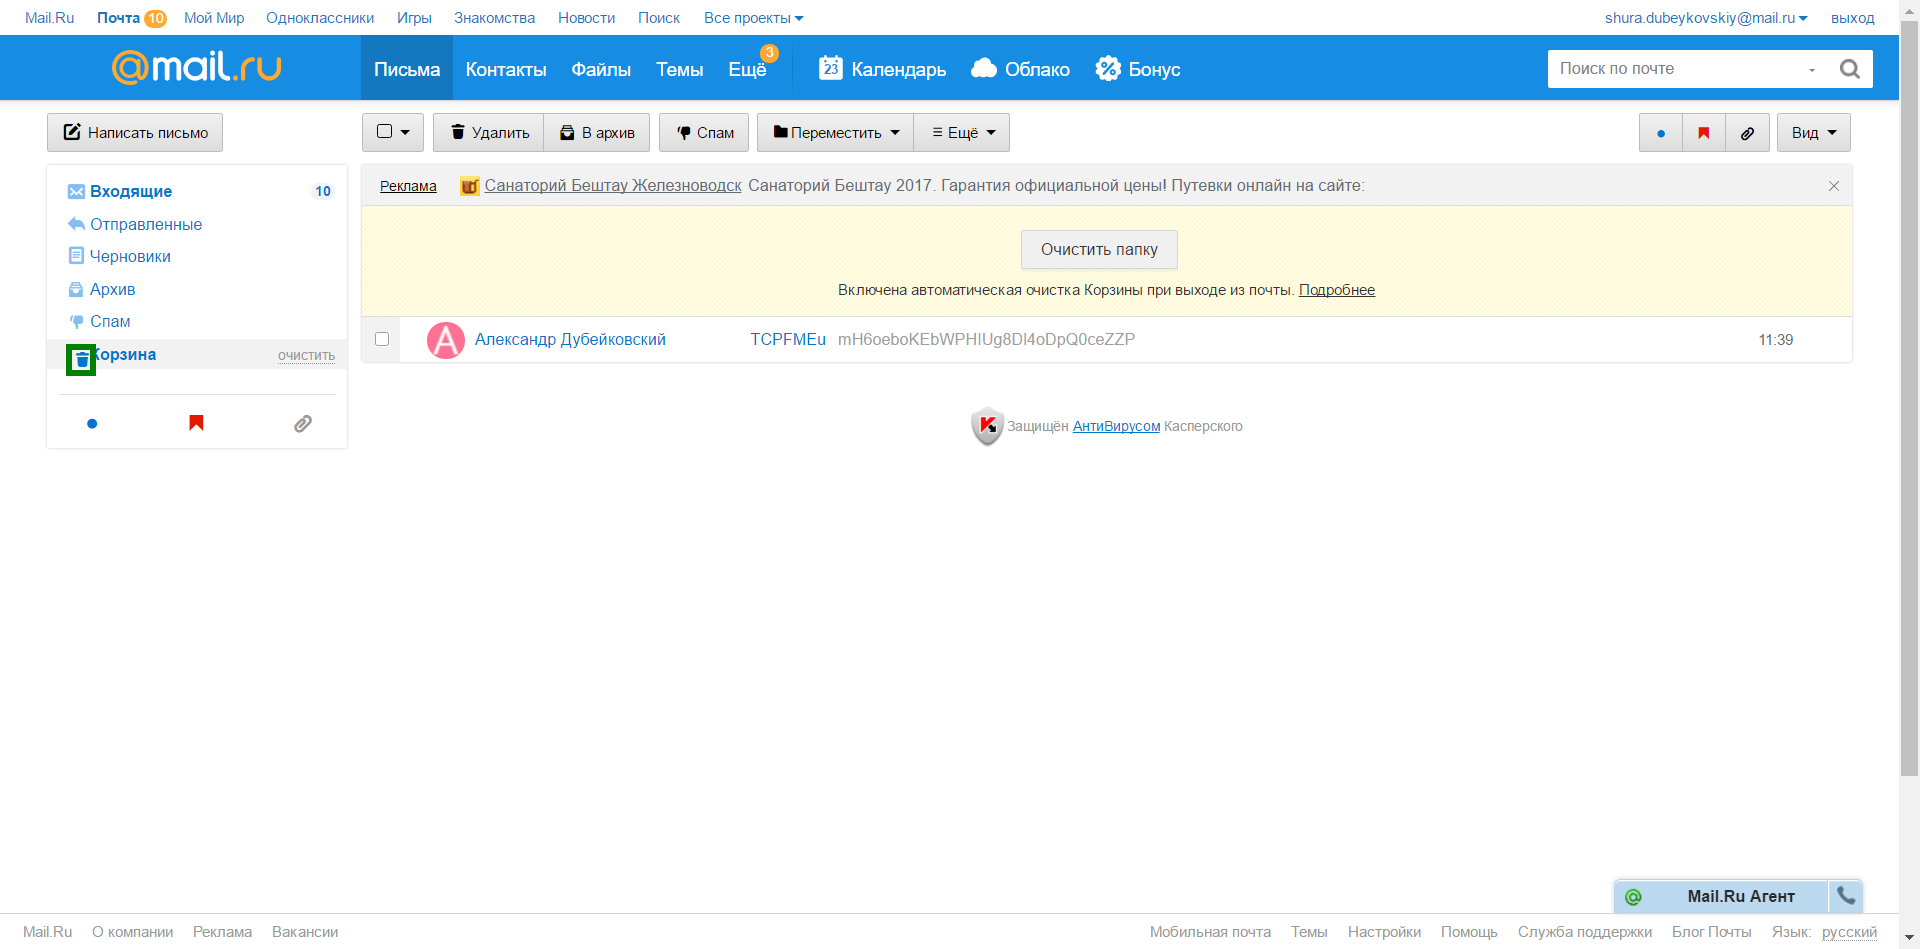 Mail.Ru Почта 10 Мой Мир Одноклассники Игры Знакомства Новости Поиск Все проекты shura.dubeykovskiy@mail.ru выход
@mail.ru Письма Контакты Файлы Темы Ещё 3 23 Календарь Облако Бонус Поиск по почте
Написать письмо Удалить В архив Спам Переместить Ещё Вид
Входящие 10
Отправленные
Черновики
Архив
Спам
Корзина очистить
Реклама Санаторий Бештау Железноводск Санаторий Бештау 2017. Гарантия официальной цены! Путевки онлайн на сайте:
Очистить папку
Включена автоматическая очистка Корзины при выходе из почты. Подробнее
А Александр Дубейковский TCPFMEu mH6oeboKEbWPHIUg8Dl4oDpQ0ceZZP 11:39
Защищён АнтиВирусом Касперского
Mail.Ru Агент
Mail.Ru О компании Реклама Вакансии Мобильная почта Темы Настройки Помощь Служба поддержки Блог Почты Язык: русский